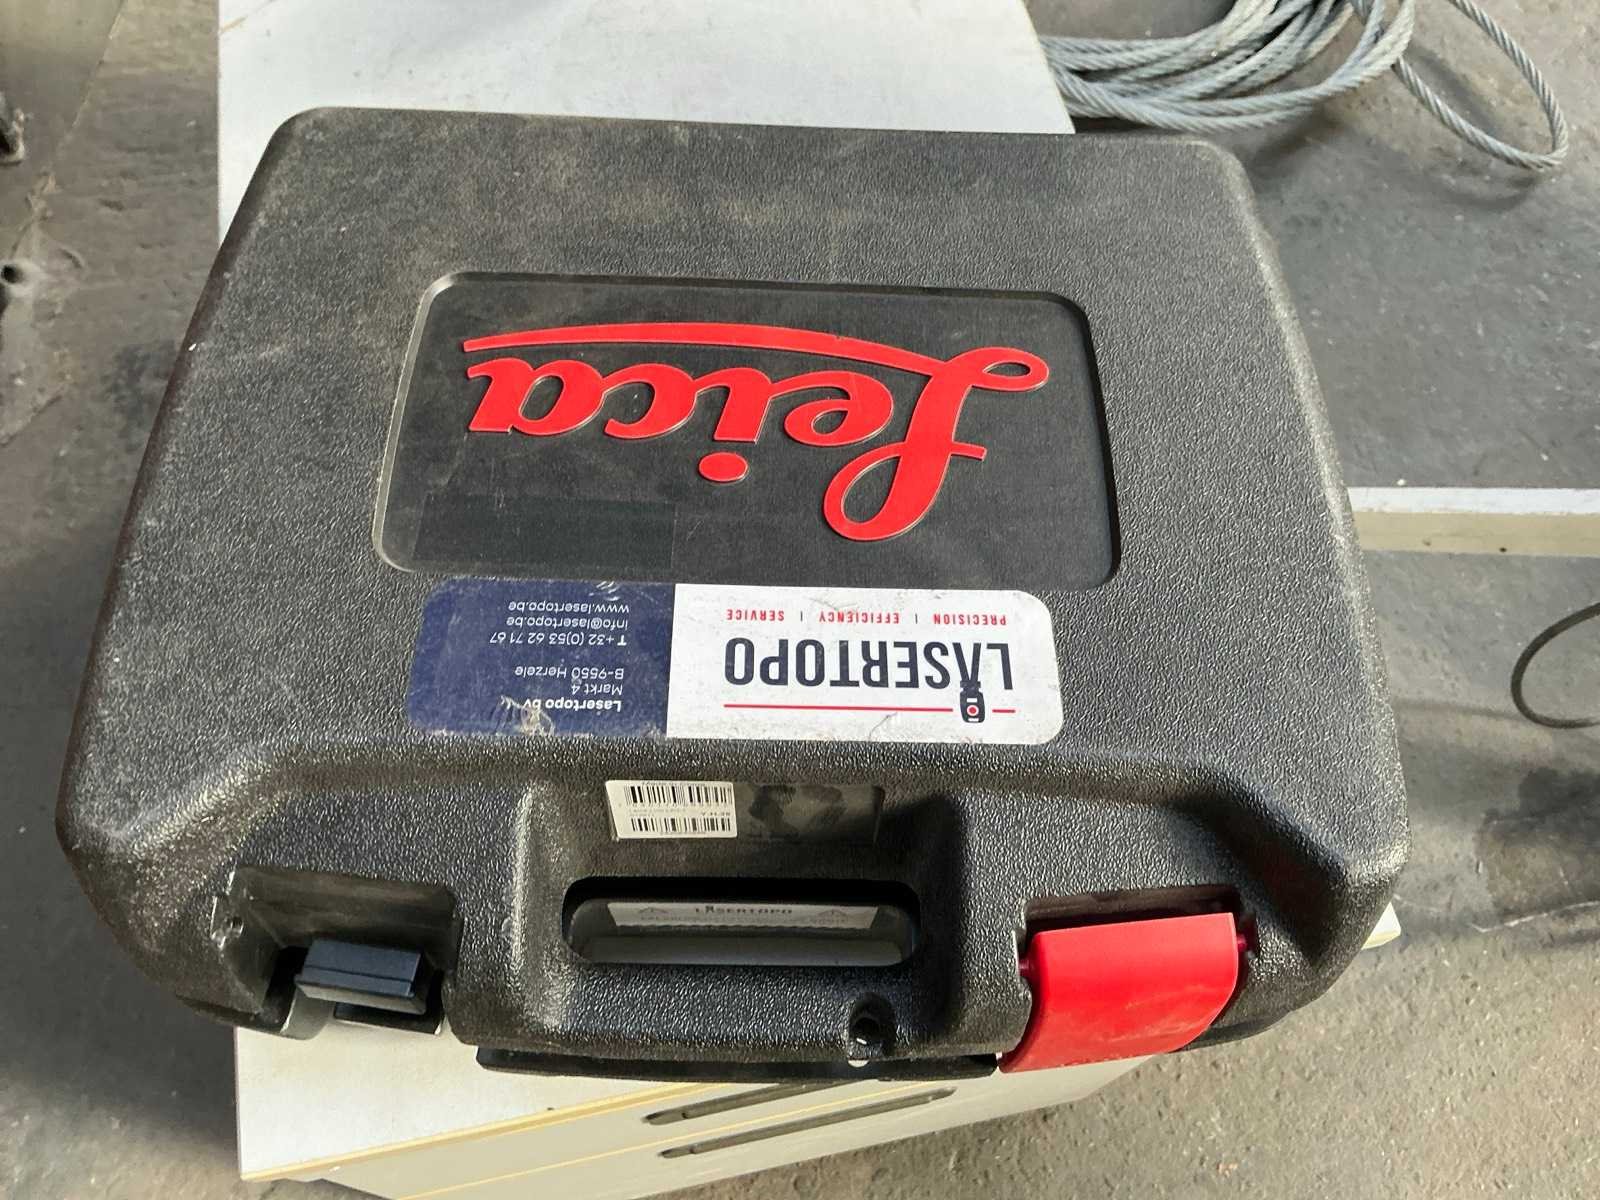 Leica
LASERTOPO
PRECISION | EFFICIENCY | SERVICE
Lasertopo bv
Markt 4
B-9550 Herzele
T +32 (0)53 62 71 67
info@lasertopo.be
www.lasertopo.be
LASERTOPO